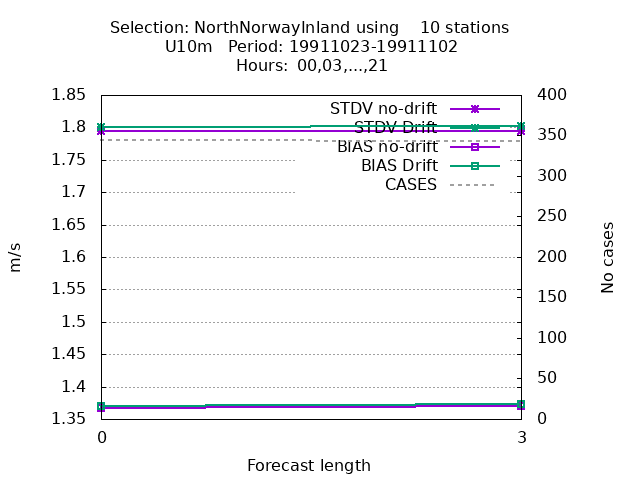 Selection: NorthNorwayInland using    10 stations
U10m   Period: 19911023-19911102
Hours: 00,03,...,21
1.85
1.8
1.75
1.7
1.65
1.6
1.55
1.5
1.45
1.4
1.35
400
350
300
250
200
150
100
50
0
STDV no-drift
STDV Drift
BIAS no-drift
BIAS Drift
CASES
m/s
No cases
0
3
Forecast length